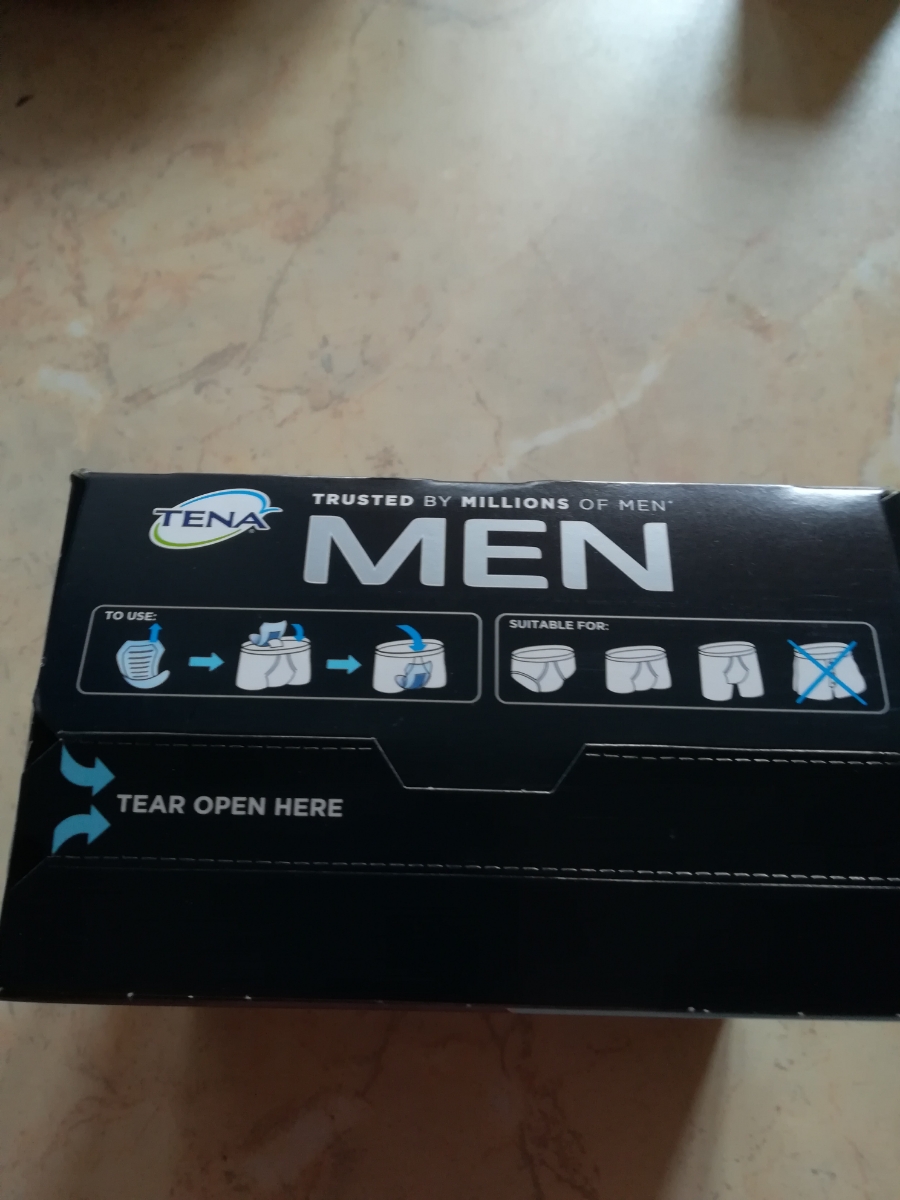 TENA
TRUSTED BY MILLIONS OF MEN*
MEN
TO USE:
SUITABLE FOR:
TEAR OPEN HERE